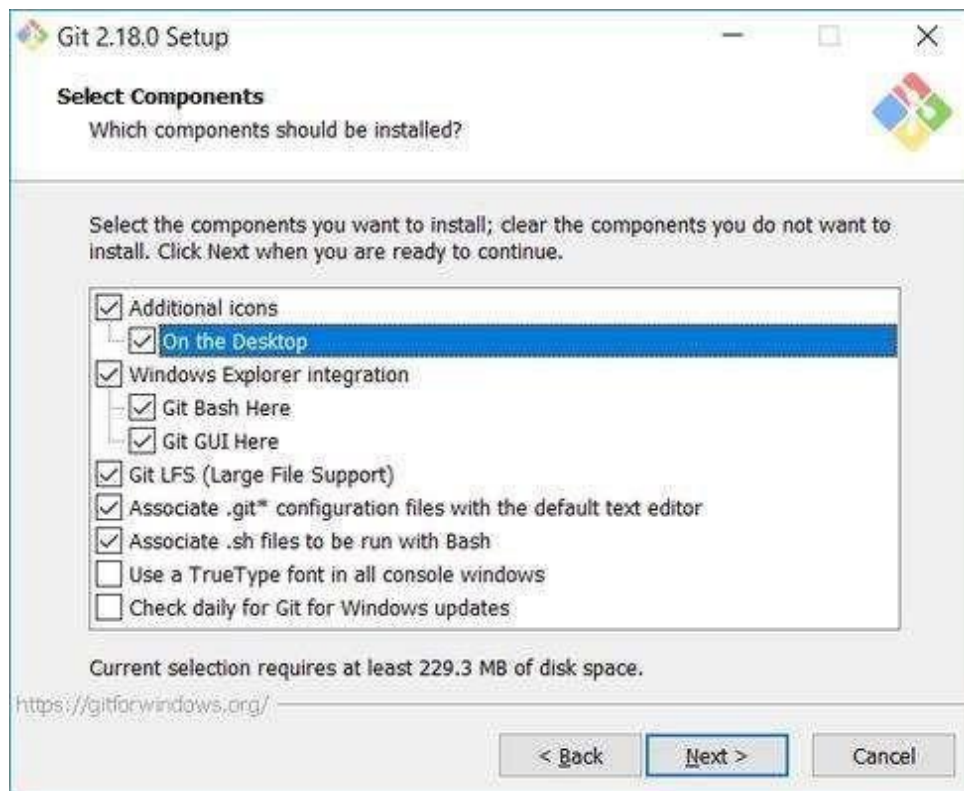 Git 2.18.0 Setup
Select Components
Which components should be installed?
Select the components you want to install; clear the components you do not want to
install. Click Next when you are ready to continue.
Additional icons
On the Desktop
Windows Explorer integration
Git Bash Here
Git GUI Here
Git LFS (Large File Support)
Associate .git* configuration files with the default text editor
Associate .sh files to be run with Bash
Use a TrueType font in all console windows
Check daily for Git for Windows updates
Current selection requires at least 229.3 MB of disk space.
https://gitforwindows.org/
< Back Next > Cancel